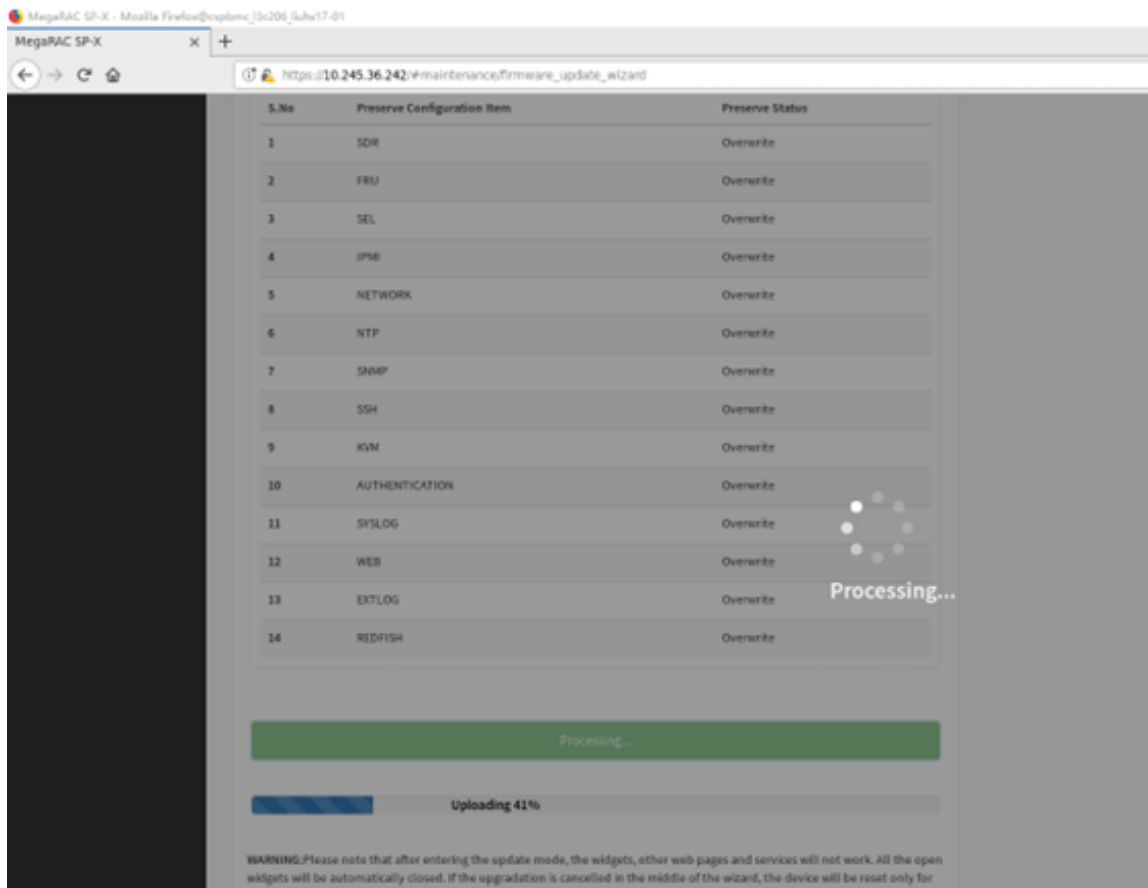 MegaRAC SP-X - Mozilla Firefox
MegaRAC SP-X
https://10.245.36.242/#maintenance/firmware_update_wizard
S.No Preserve Configuration Item Preserve Status
1 SDR Overwrite
2 FRU Overwrite
3 SEL Overwrite
4 IPMI Overwrite
5 NETWORK Overwrite
6 NTP Overwrite
7 SNMP Overwrite
8 SSH Overwrite
9 KVM Overwrite
10 AUTHENTICATION Overwrite
11 SYSLOG Overwrite
12 WEB Overwrite
13 EXTLOG Overwrite
14 REDFISH Overwrite
Processing...
Processing...
Uploading 41%
WARNING:Please note that after entering the update mode, the widgets, other web pages and services will not work. All the open
widgets will be automatically closed. If the upgradation is cancelled in the middle of the wizard, the device will be reset only for